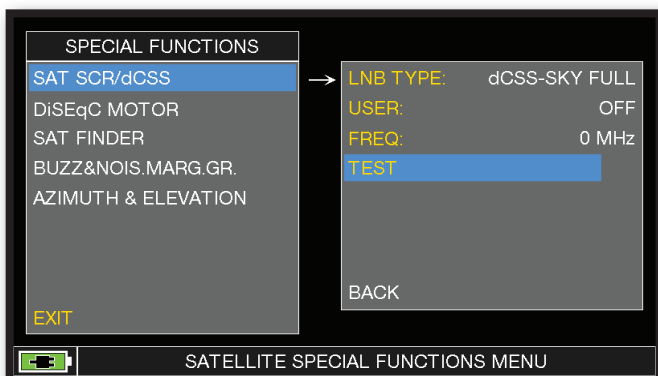 SPECIAL FUNCTIONS
SAT SCR/dCSS
DiSEqC MOTOR
SAT FINDER
BUZZ&NOIS.MARG.GR.
AZIMUTH & ELEVATION
EXIT
LNB TYPE: dCSS-SKY FULL
USER: OFF
FREQ: 0 MHz
TEST
BACK
SATELLITE SPECIAL FUNCTIONS MENU